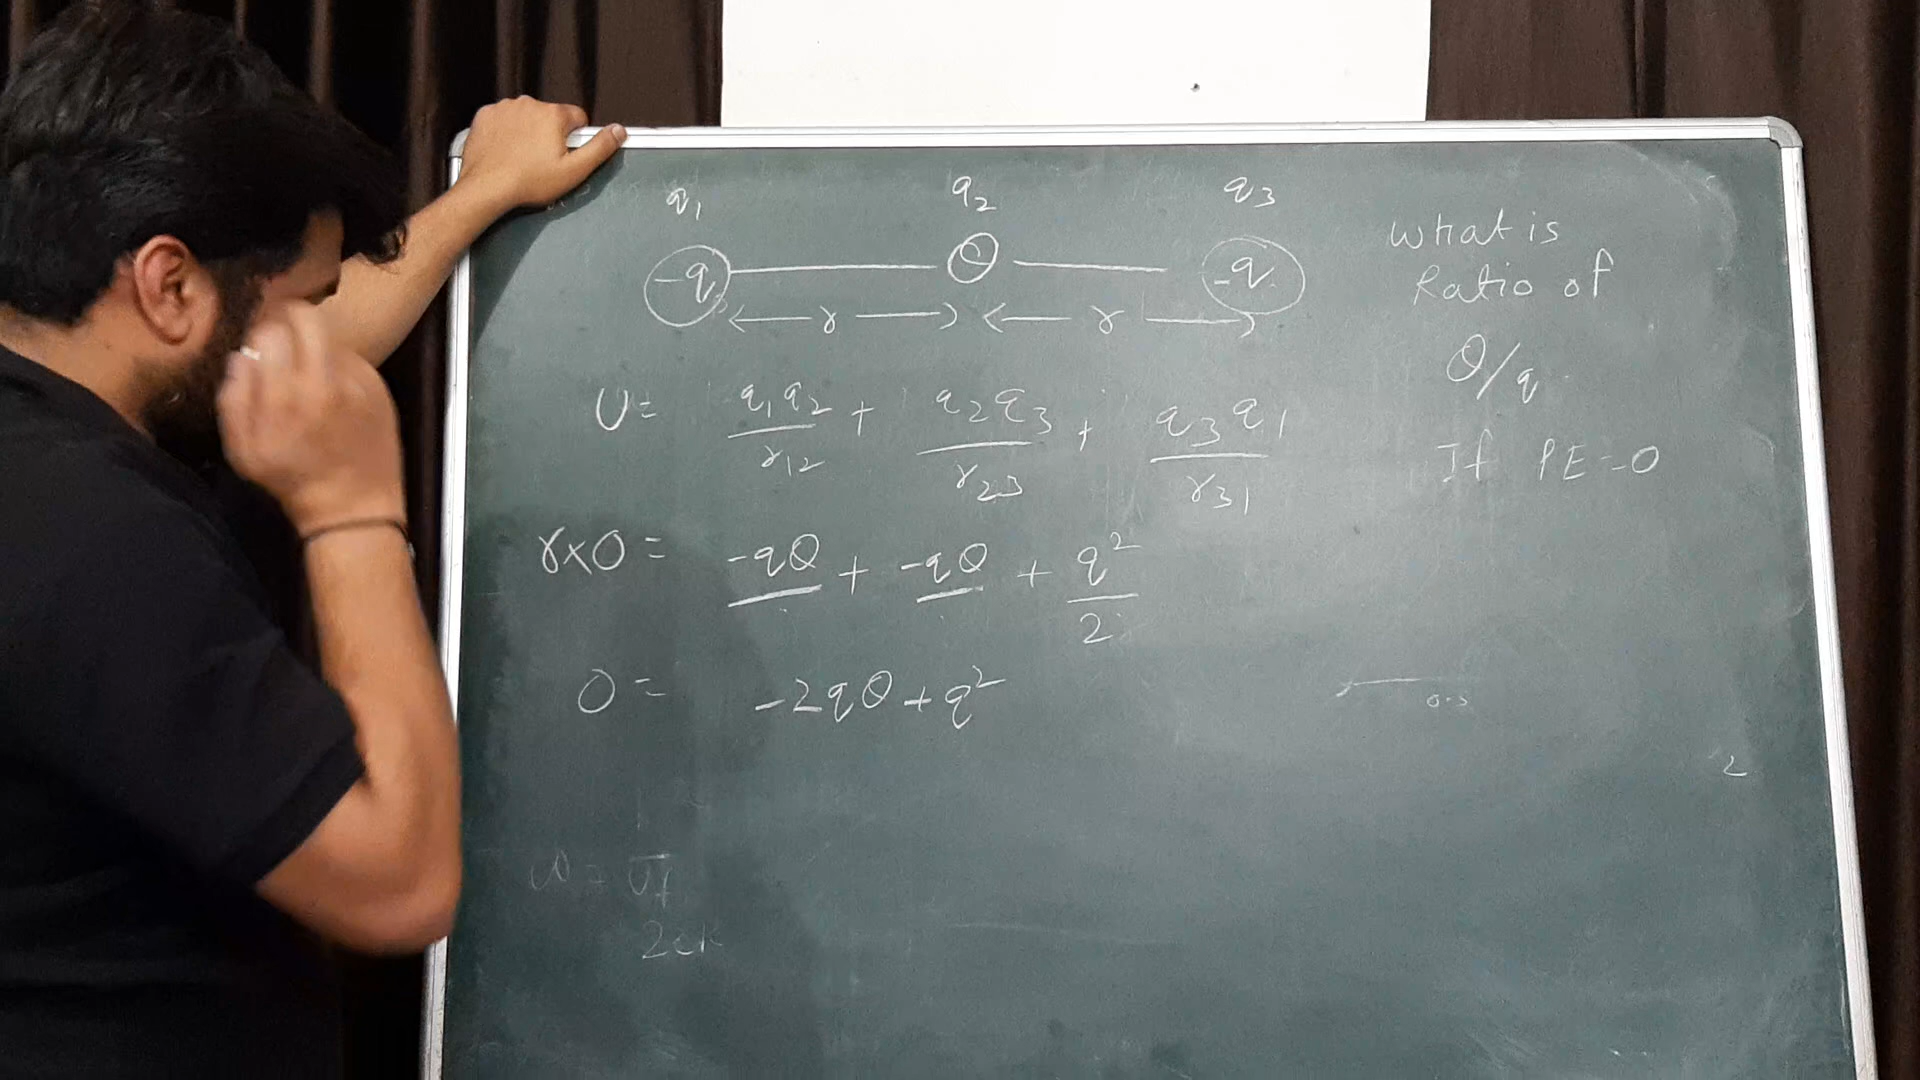 q₁ q₂ q₃
-q Q -q
r r
What is
Ratio of
Q/q
If PE=0
U = q₁q₂/r₁₂ + q₂q₃/r₂₃ + q₃q₁/r₃₁
r×0 = -qQ + -qQ + q²/2
0 = -2qQ + q²
2